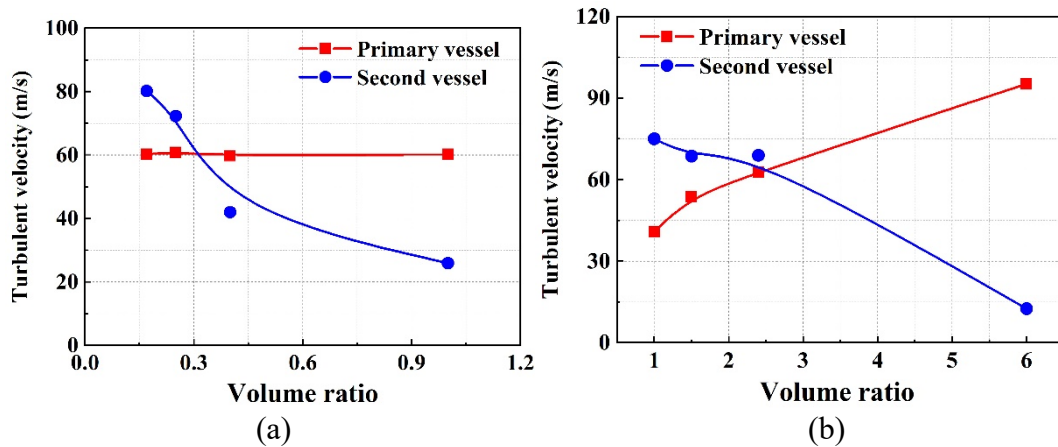 100
80
60
40
20
0
Turbulent velocity (m/s)
Primary vessel
Second vessel
0.0 0.3 0.6 0.9 1.2
Volume ratio
(a)
120
90
60
30
0
Turbulent velocity (m/s)
Primary vessel
Second vessel
1 2 3 4 5 6
Volume ratio
(b)